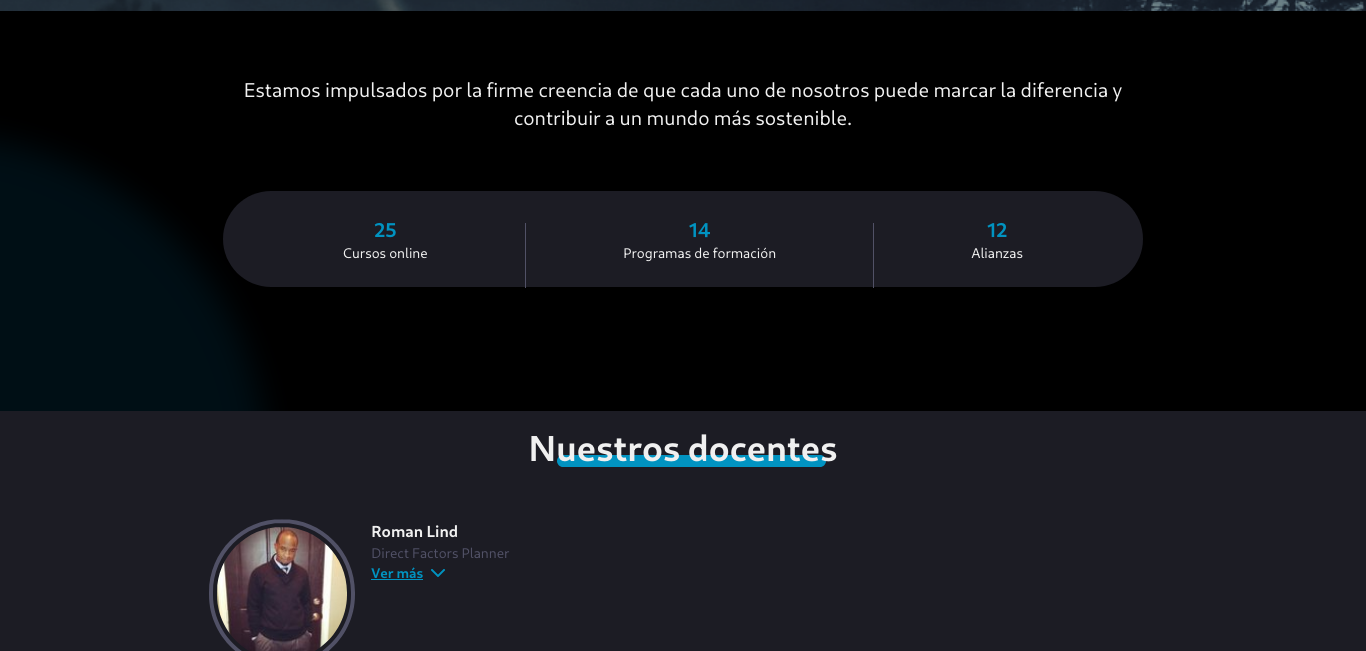 Estamos impulsados por la firme creencia de que cada uno de nosotros puede marcar la diferencia y
contribuir a un mundo más sostenible.
25
Cursos online
14
Programas de formación
12
Alianzas
Nuestros docentes
Roman Lind
Direct Factors Planner
Ver más